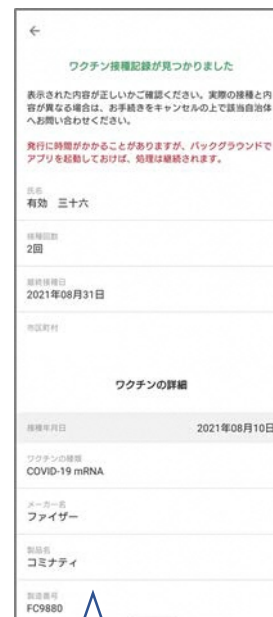 ワクチン接種記録が見つかりました
表示された内容が正しいかご確認ください。実際の接種と内
容が異なる場合は、お手続きをキャンセルの上で該当自治体
へお問い合わせください。
発行に時間がかかることがありますが、バックグラウンドで
アプリを起動しておけば、処理は継続されます。
氏名
有効 三十六
接種回数
2回
最終接種日
2021年08月31日
市区町村
ワクチンの詳細
接種年月日 2021年08月10日
ワクチンの種類
COVID-19 mRNA
メーカー名
ファイザー
製品名
コミナティ
製造番号
FC9880